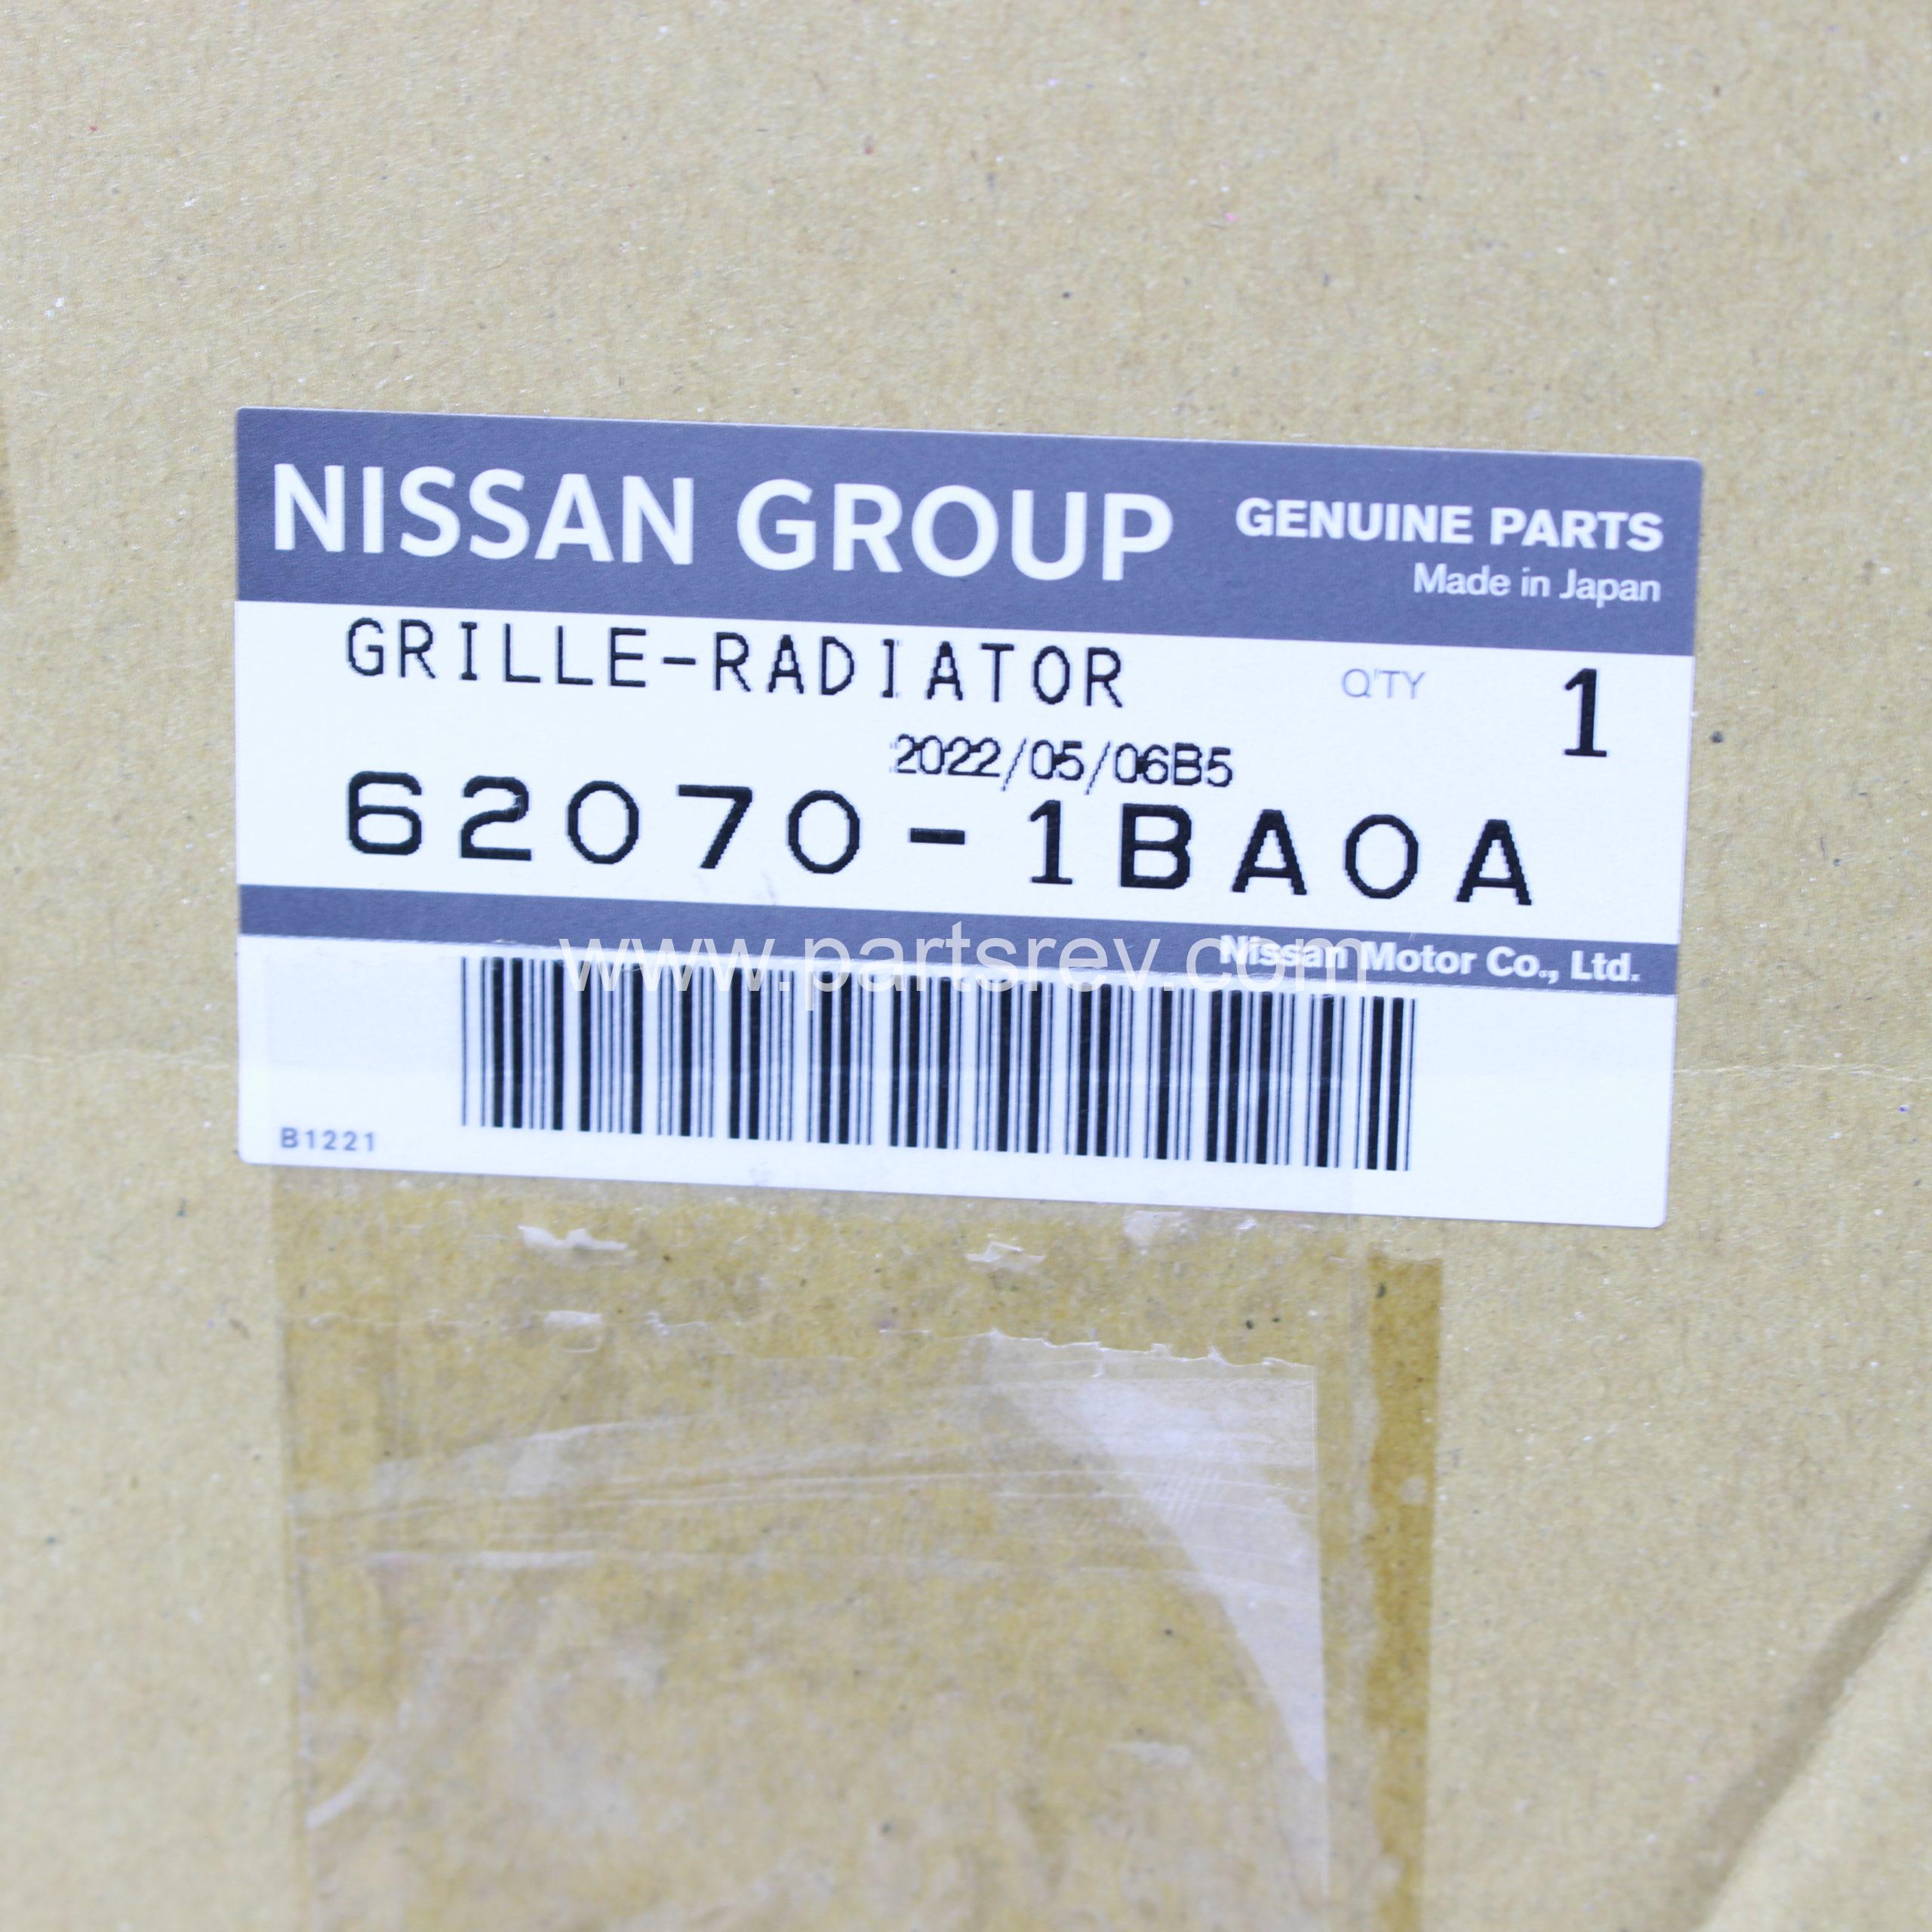 NISSAN GROUP GENUINE PARTS
Made in Japan
GRILLE-RADIATOR Q'TY 1
2022/05/06B5
62070-1BA0A
Nissan Motor Co., Ltd.
www.partsrev.com
B1221